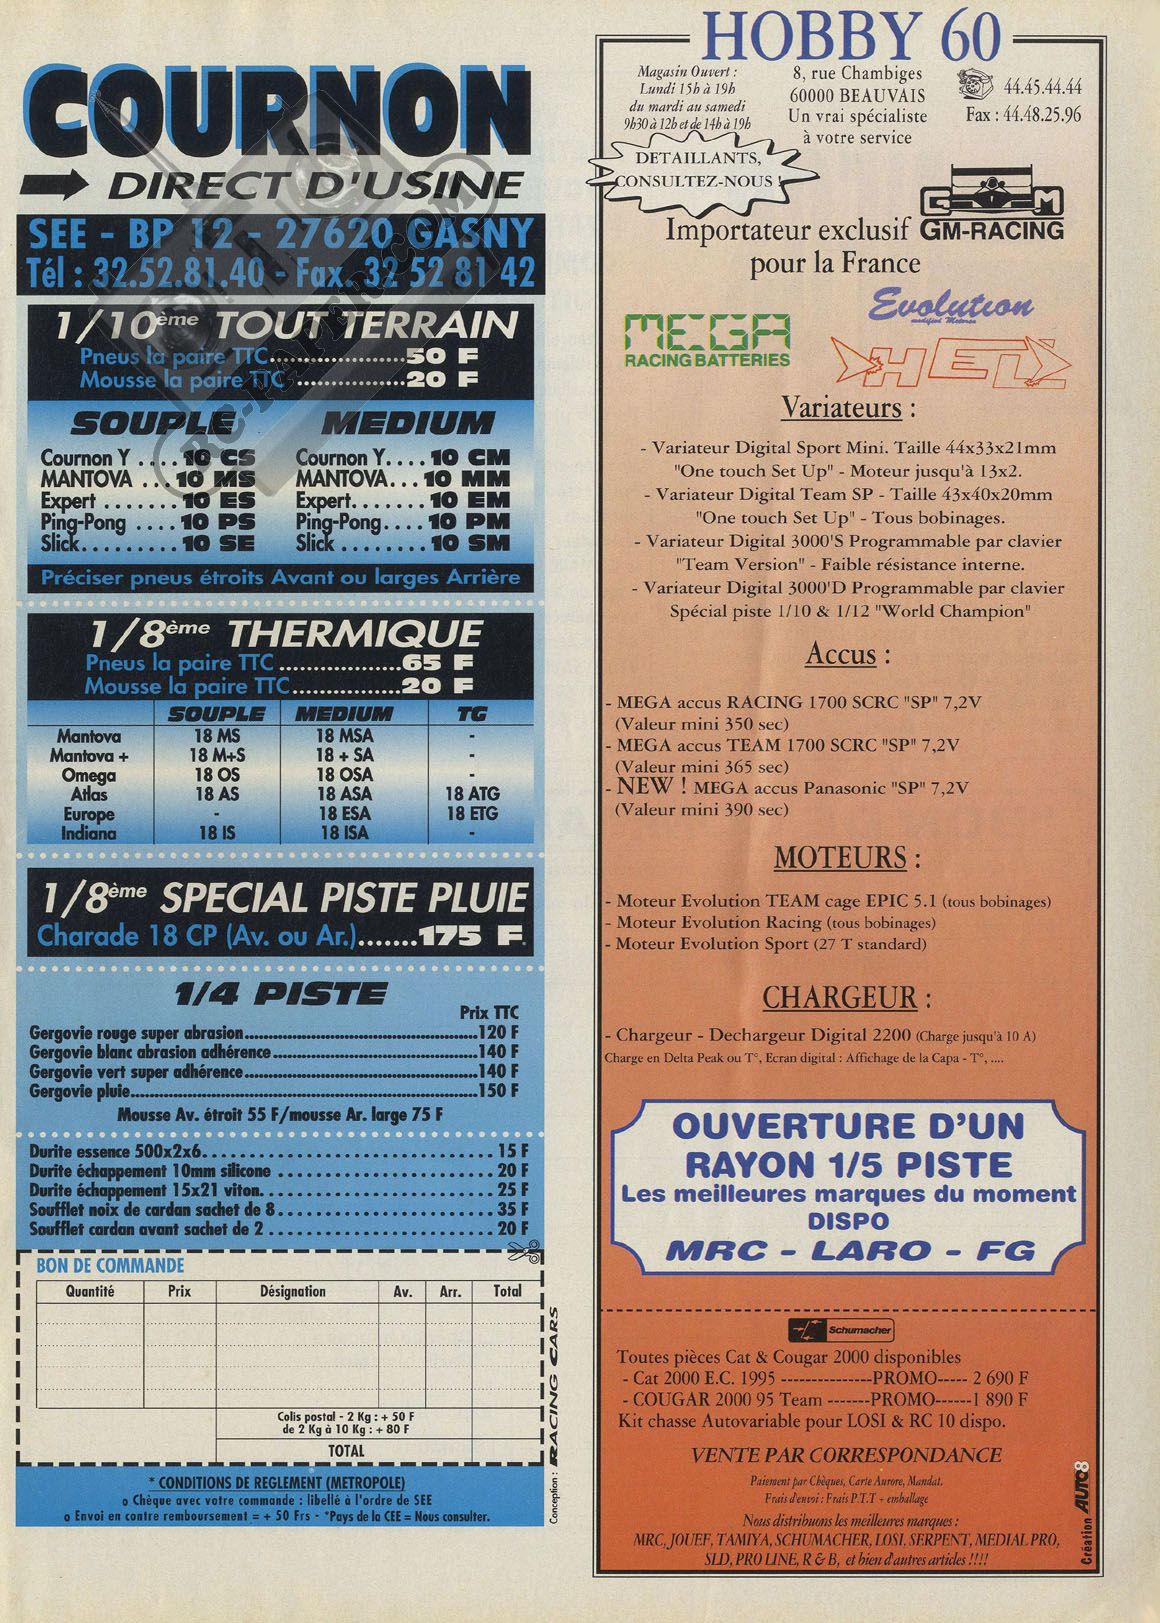 COURNON
DIRECT D'USINE
SEE - BP 12 - 27620 GASNY
Tél : 32.52.81.40 - Fax. 32 52 81 42
1/10ème TOUT TERRAIN
Pneus la paire TTC....................50 F
Mousse la paire TTC................20 F
SOUPLE MEDIUM
Cournon Y ....10 CS Cournon Y....10 CM
MANTOVA ...10 MS MANTOVA...10 MM
Expert .......10 ES Expert.......10 EM
Ping-Pong ....10 PS Ping-Pong....10 PM
Slick.........10 SE Slick ........10 SM
Préciser pneus étroits Avant ou larges Arrière
1/8ème THERMIQUE
Pneus la paire TTC ..................65 F
Mousse la paire TTC................20 F
SOUPLE MEDIUM TG
Mantova 18 MS 18 MSA -
Mantova + 18 M+S 18 + SA -
Omega 18 OS 18 OSA -
Atlas 18 AS 18 ASA 18 ATG
Europe - 18 ESA 18 ETG
Indiana 18 IS 18 ISA -
1/8ème SPECIAL PISTE PLUIE
Charade 18 CP (Av. ou Ar.).......175 F.
1/4 PISTE
Prix TTC
Gergovie rouge super abrasion..................120 F
Gergovie blanc abrasion adhérence..................140 F
Gergovie vert super adhérence..................140 F
Gergovie pluie..................150 F
Mousse Av. étroit 55 F/mousse Ar. large 75 F
Durite essence 500x2x6..................15 F
Durite échappement 10mm silicone ..................20 F
Durite échappement 15x21 viton..................25 F
Soufflet noix de cardan sachet de 8..................35 F
Soufflet cardan avant sachet de 2 ..................20 F
BON DE COMMANDE
Quantité Prix Désignation Av. Arr. Total
Colis postal - 2 Kg : + 50 F
de 2 Kg à 10 Kg : + 80 F
TOTAL
* CONDITIONS DE REGLEMENT (METROPOLE)
o Chèque avec votre commande : libellé à l'ordre de SEE
o Envoi en contre remboursement = + 50 Frs - *Pays de la CEE = Nous consulter.
Conception : RACING CARS
RC-PAPER.COM
HOBBY 60
Magasin Ouvert :
Lundi 15h à 19h
du mardi au samedi
9h30 à 12h et de 14h à 19h
8, rue Chambiges
60000 BEAUVAIS
Un vrai spécialiste
à votre service
44.45.44.44
Fax : 44.48.25.96
DETAILLANTS,
CONSULTEZ-NOUS !
Importateur exclusif
pour la France
GM
GM-RACING
MEGA
RACING BATTERIES
Evolution
modified Motors
HEL
Variateurs :
- Variateur Digital Sport Mini. Taille 44x33x21mm
"One touch Set Up" - Moteur jusqu'à 13x2.
- Variateur Digital Team SP - Taille 43x40x20mm
"One touch Set Up" - Tous bobinages.
- Variateur Digital 3000'S Programmable par clavier
"Team Version" - Faible résistance interne.
- Variateur Digital 3000'D Programmable par clavier
Spécial piste 1/10 & 1/12 "World Champion"
Accus :
- MEGA accus RACING 1700 SCRC "SP" 7,2V
(Valeur mini 350 sec)
- MEGA accus TEAM 1700 SCRC "SP" 7,2V
(Valeur mini 365 sec)
- NEW ! MEGA accus Panasonic "SP" 7,2V
(Valeur mini 390 sec)
MOTEURS :
- Moteur Evolution TEAM cage EPIC 5.1 (tous bobinages)
- Moteur Evolution Racing (tous bobinages)
- Moteur Evolution Sport (27 T standard)
CHARGEUR :
- Chargeur - Dechargeur Digital 2200 (Charge jusqu'à 10 A)
Charge en Delta Peak ou T°, Ecran digital : Affichage de la Capa - T°, ....
OUVERTURE D'UN
RAYON 1/5 PISTE
Les meilleures marques du moment
DISPO
MRC - LARO - FG
Schumacher
Toutes pièces Cat & Cougar 2000 disponibles
- Cat 2000 E.C. 1995 ---------------PROMO----- 2 690 F
- COUGAR 2000 95 Team -------PROMO------1 890 F
Kit chasse Autovariable pour LOSI & RC 10 dispo.
VENTE PAR CORRESPONDANCE
Paiement par Chèques, Carte Aurore, Mandat.
Frais d'envoi : Frais P.T.T + emballage
Nous distribuons les meilleures marques :
MRC, JOUEF, TAMIYA, SCHUMACHER, LOSI, SERPENT, MEDIAL PRO,
SLD, PRO LINE, R & B, et bien d'autres articles !!!!
Création AUTO8